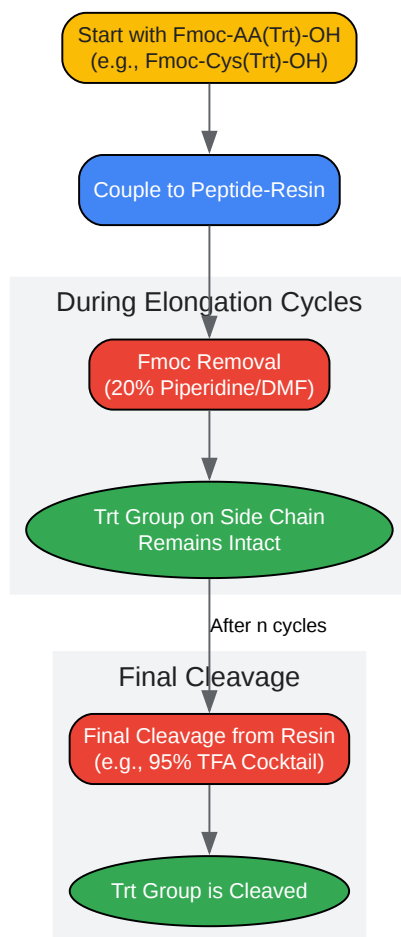 Start with Fmoc-AA(Trt)-OH
(e.g., Fmoc-Cys(Trt)-OH)
Couple to Peptide-Resin
During Elongation Cycles
Fmoc Removal
(20% Piperidine/DMF)
Trt Group on Side Chain
Remains Intact
After n cycles
Final Cleavage
Final Cleavage from Resin
(e.g., 95% TFA Cocktail)
Trt Group is Cleaved